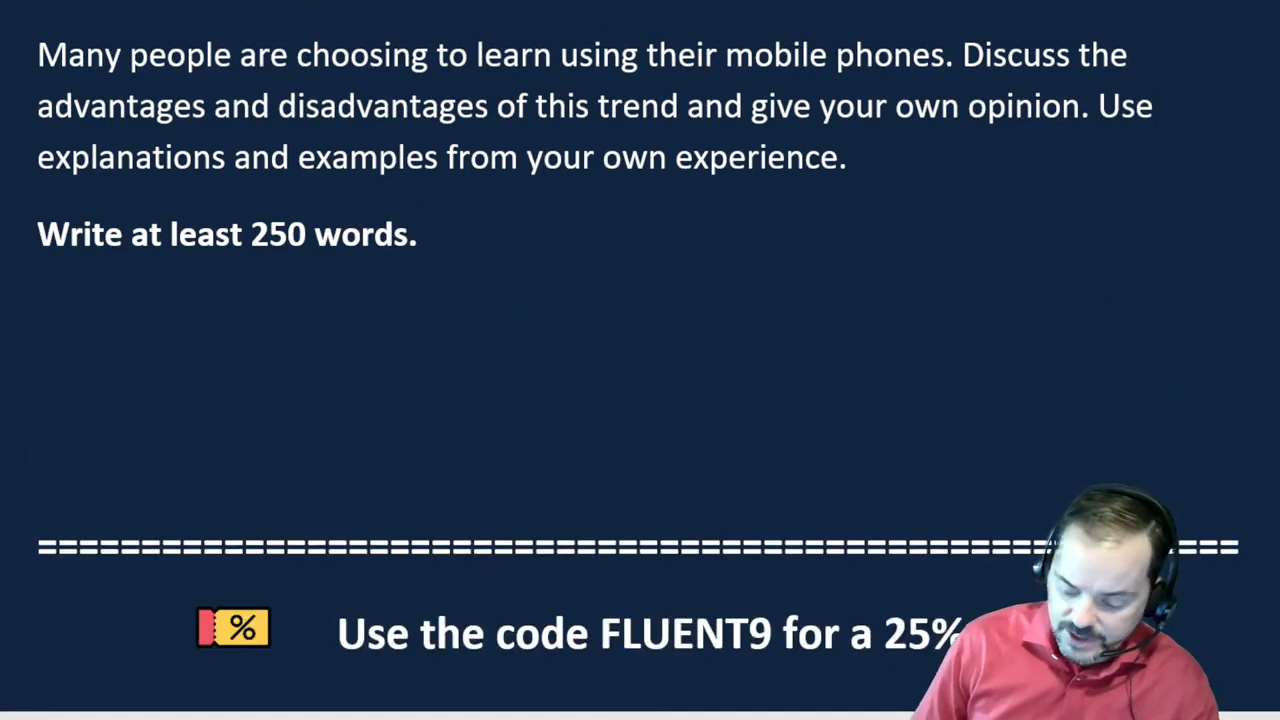 Many people are choosing to learn using their mobile phones. Discuss the
advantages and disadvantages of this trend and give your own opinion. Use
explanations and examples from your own experience.
Write at least 250 words.
==========================================================
% Use the code FLUENT9 for a 25%